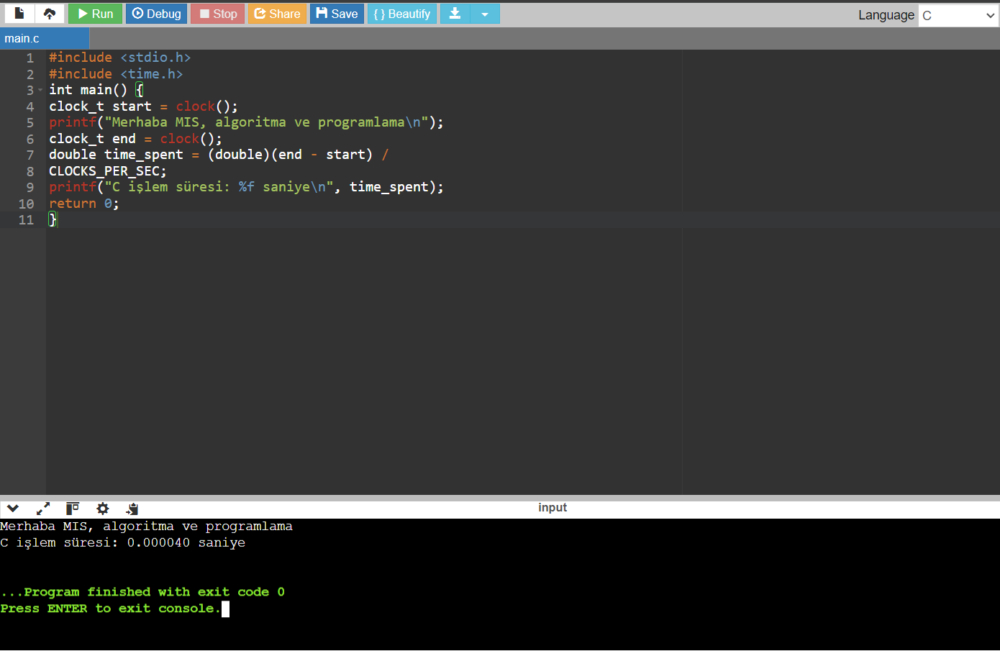 Run Debug Stop Share Save { } Beautify Language C
main.c
1 #include <stdio.h>
2 #include <time.h>
3 int main() {
4 clock_t start = clock();
5 printf("Merhaba MIS, algoritma ve programlama\n");
6 clock_t end = clock();
7 double time_spent = (double)(end - start) /
8 CLOCKS_PER_SEC;
9 printf("C işlem süresi: %f saniye\n", time_spent);
10 return 0;
11 }
input
Merhaba MIS, algoritma ve programlama
C işlem süresi: 0.000040 saniye
...Program finished with exit code 0
Press ENTER to exit console.